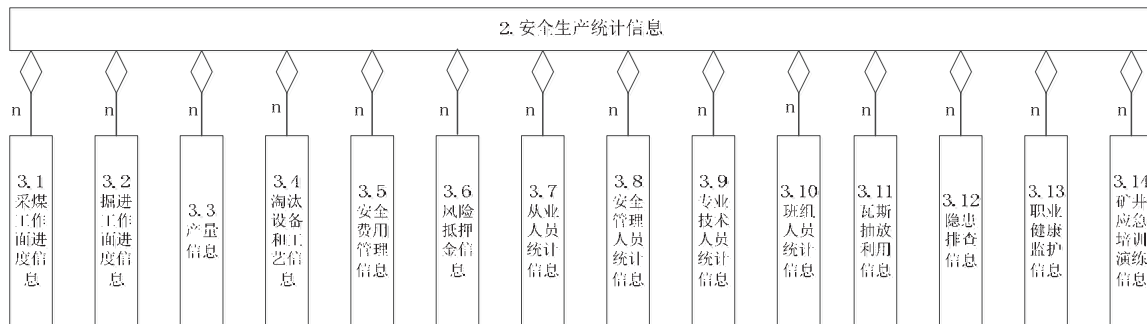 2. 安全生产统计信息
n
n
n
n
n
n
n
n
n
n
n
n
n
n
3.1
采煤
工作
面进
度信
息
3.2
掘进
工作
面进
度信
息
3.3
产量
信息
3.4
淘汰
设备
和工
艺信
息
3.5
安全
费用
管理
信息
3.6
风险
抵押
金信
息
3.7
从业
人员
统计
信息
3.8
安全
管理
人员
统计
信息
3.9
专业
技术
人员
统计
信息
3.10
班组
人员
统计
信息
3.11
瓦斯
抽放
利用
信息
3.12
隐患
排查
信息
3.13
职业
健康
监护
信息
3.14
矿井
应急
培训
演练
信息